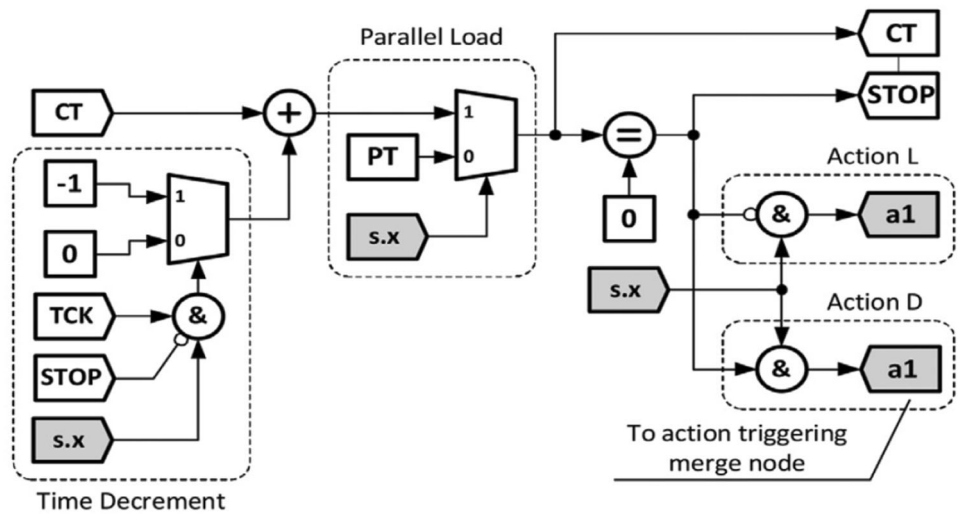 Parallel Load
CT
STOP
CT
+
1
PT
0
=
0
-1
1
0
0
TCK
&
STOP
s.x
Time Decrement
s.x
s.x
Action L
&
a1
Action D
&
a1
To action triggering
merge node